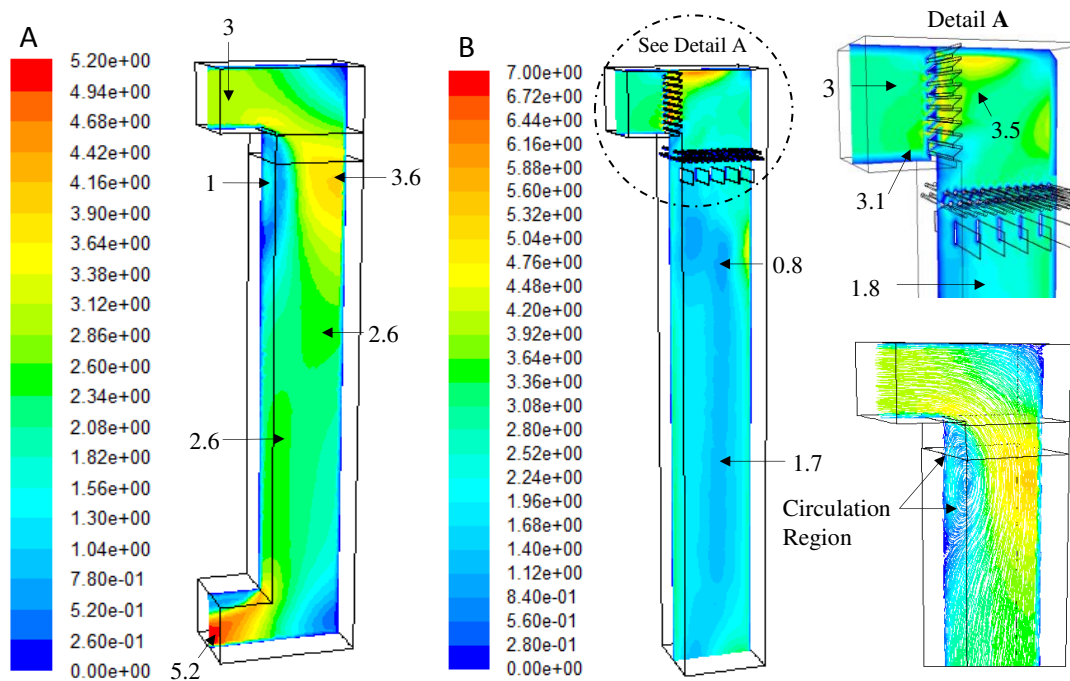 A
5.20e+00
4.94e+00
4.68e+00
4.42e+00
4.16e+00
3.90e+00
3.64e+00
3.38e+00
3.12e+00
2.86e+00
2.60e+00
2.34e+00
2.08e+00
1.82e+00
1.56e+00
1.30e+00
1.04e+00
7.80e-01
5.20e-01
2.60e-01
0.00e+00
3
1
3.6
2.6
2.6
5.2
B
7.00e+00
6.72e+00
6.44e+00
6.16e+00
5.88e+00
5.60e+00
5.32e+00
5.04e+00
4.76e+00
4.48e+00
4.20e+00
3.92e+00
3.64e+00
3.36e+00
3.08e+00
2.80e+00
2.52e+00
2.24e+00
1.96e+00
1.68e+00
1.40e+00
1.12e+00
8.40e-01
5.60e-01
2.80e-01
0.00e+00
See Detail A
0.8
1.7
Detail A
3
3.5
3.1
1.8
Circulation
Region